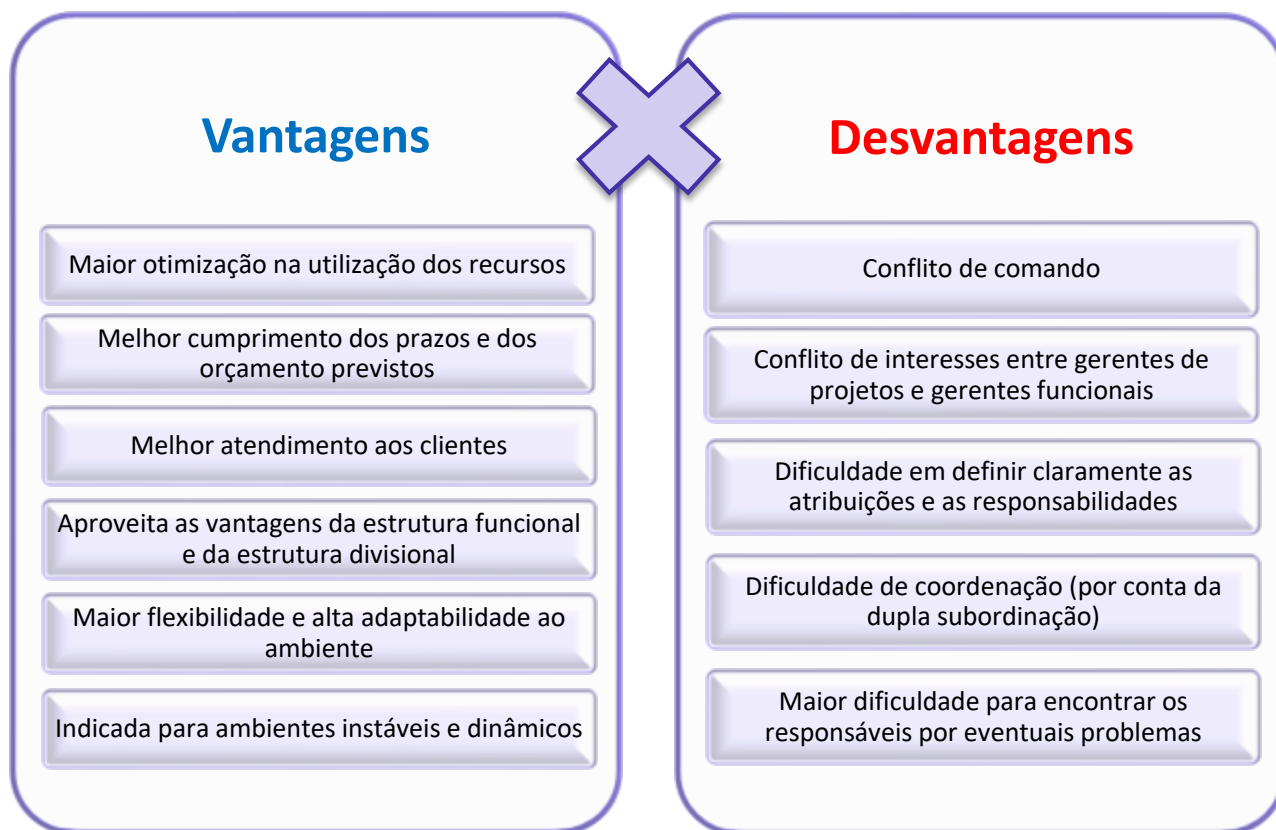 Vantagens
Maior otimização na utilização dos recursos
Melhor cumprimento dos prazos e dos
orçamento previstos
Melhor atendimento aos clientes
Aproveita as vantagens da estrutura funcional
e da estrutura divisional
Maior flexibilidade e alta adaptabilidade ao
ambiente
Indicada para ambientes instáveis e dinâmicos
Desvantagens
Conflito de comando
Conflito de interesses entre gerentes de
projetos e gerentes funcionais
Dificuldade em definir claramente as
atribuições e as responsabilidades
Dificuldade de coordenação (por conta da
dupla subordinação)
Maior dificuldade para encontrar os
responsáveis por eventuais problemas